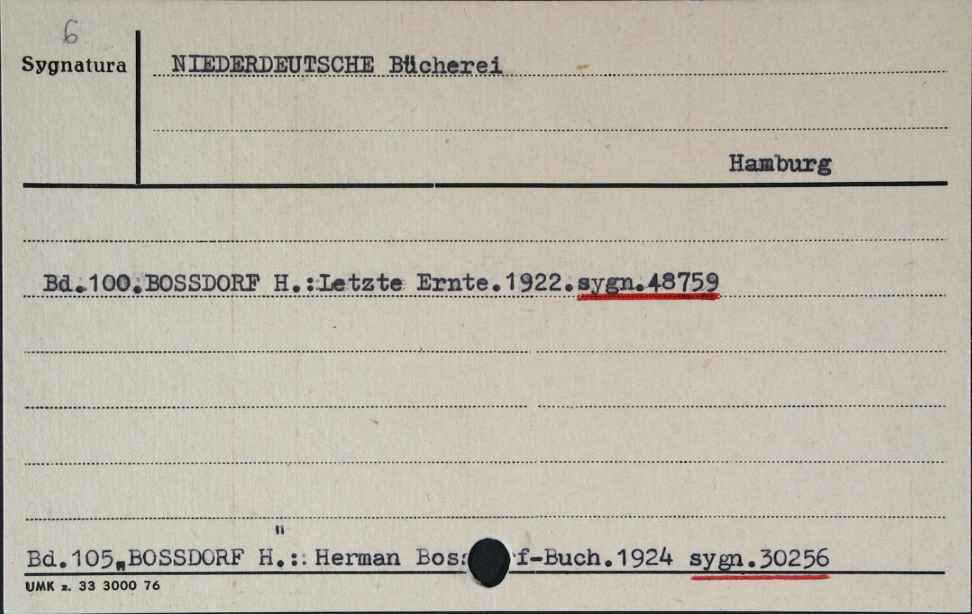 6
Sygnatura
NIEDERDEUTSCHE Bücherei
Hamburg
Bd.100.BOSSDORF H.:Letzte Ernte.1922.sygn.48759
"
Bd.105.BOSSDORF H.: Herman f-Buch.1924 sygn.30256
UMK z. 33 3000 76